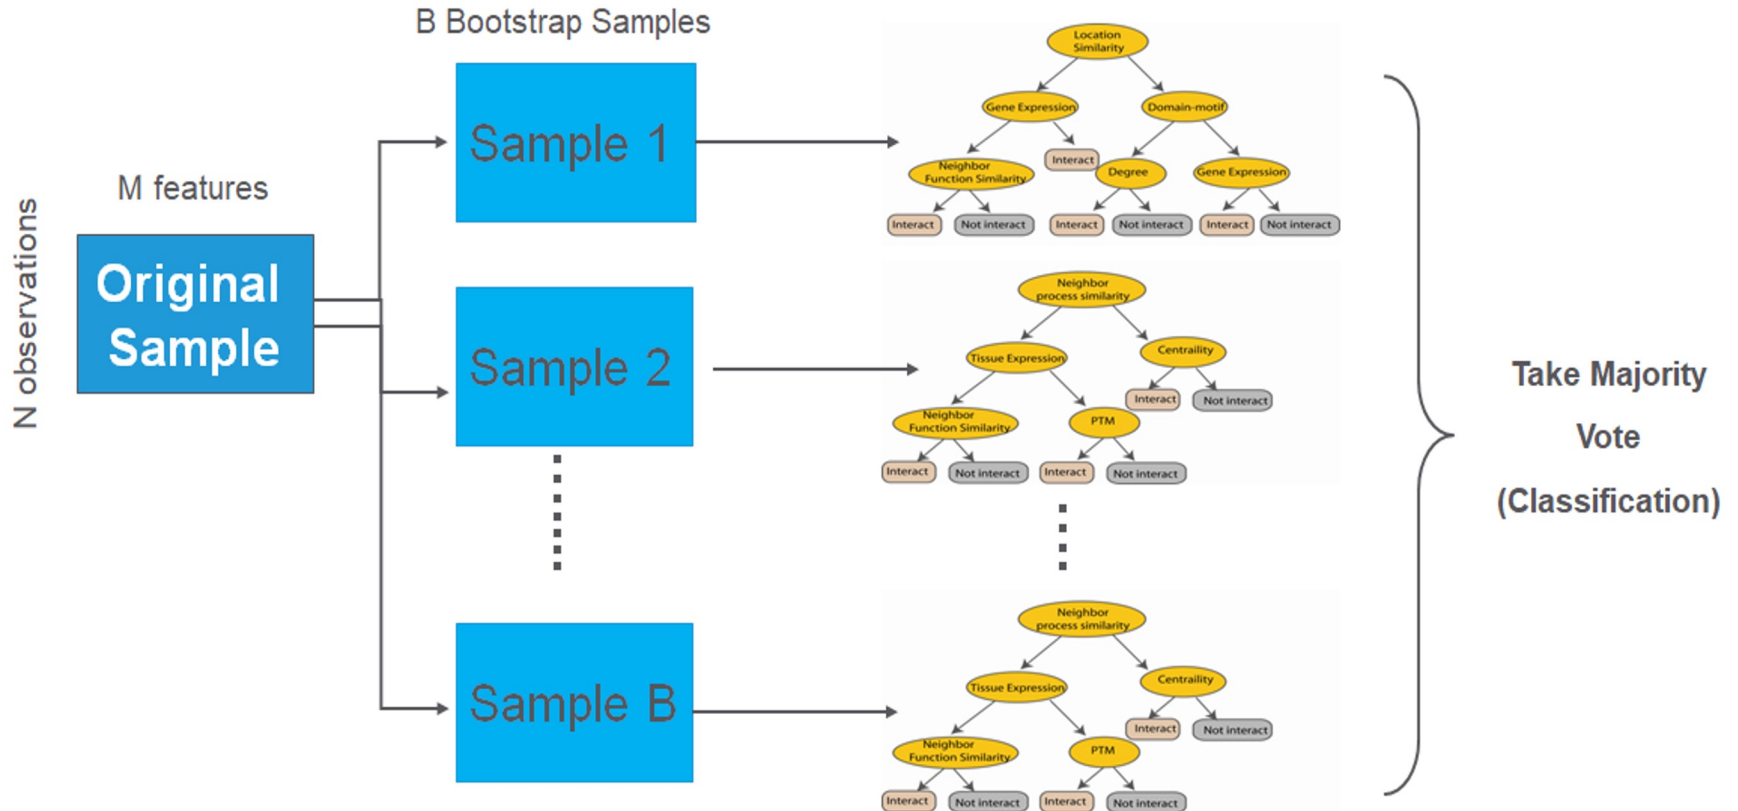 B Bootstrap Samples
M features
N observations
Original
Sample
Sample 1
Location
Similarity
Gene Expression
Domain-motif
Interact
Neighbor
Function Similarity
Degree
Gene Expression
Interact
Not interact
Interact
Not interact
Interact
Not interact
Sample 2
Neighbor
process similarity
Tissue Expression
Centraility
Interact
Not interact
Neighbor
Function Similarity
PTM
Interact
Not interact
Interact
Not interact
Sample B
Neighbor
process similarity
Tissue Expression
Centraility
Interact
Not interact
Neighbor
Function Similarity
PTM
Interact
Not interact
Interact
Not interact
Take Majority
Vote
(Classification)